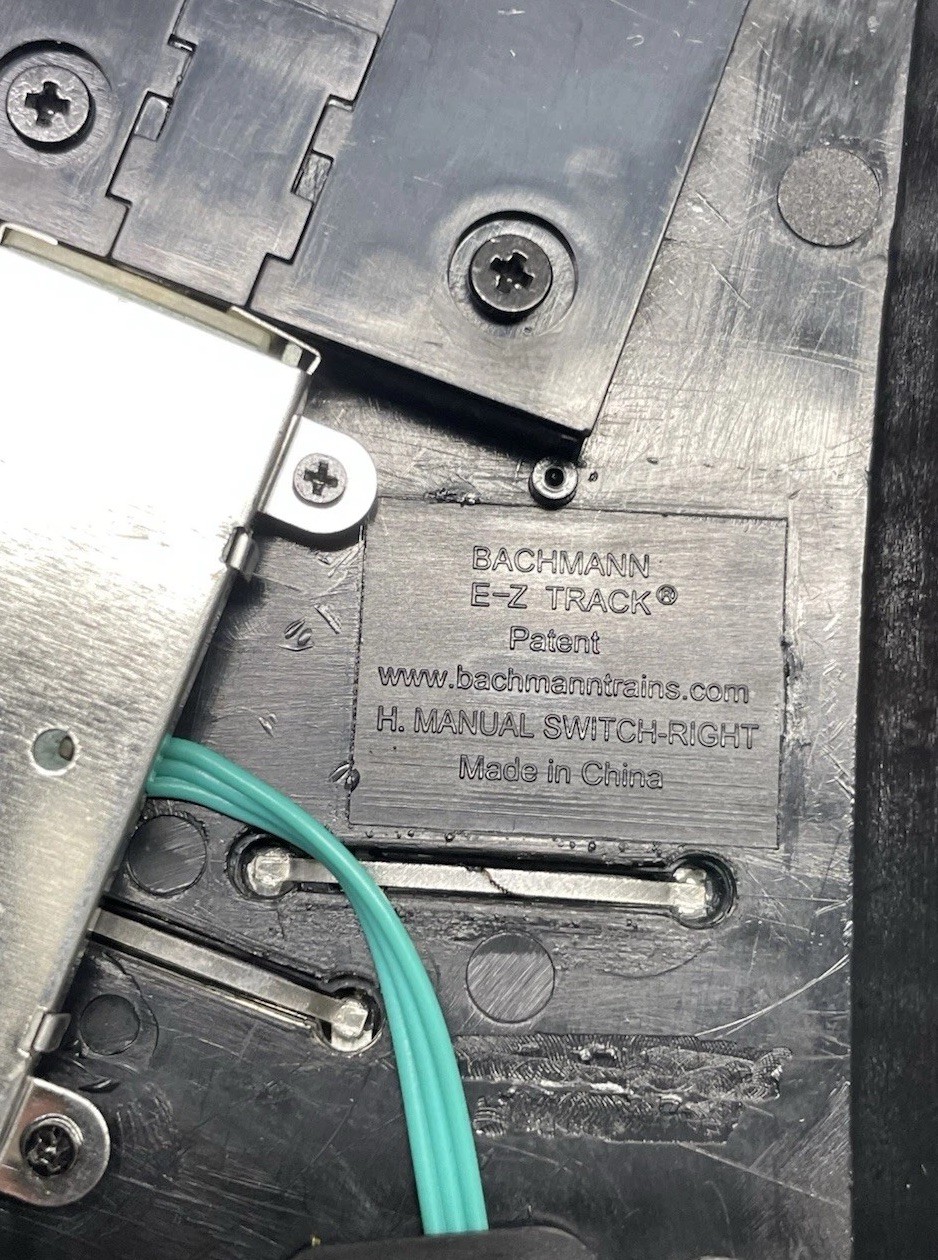 BACHMANN
E-Z TRACK®
Patent
www.bachmanntrains.com
H. MANUAL SWITCH-RIGHT
Made in China